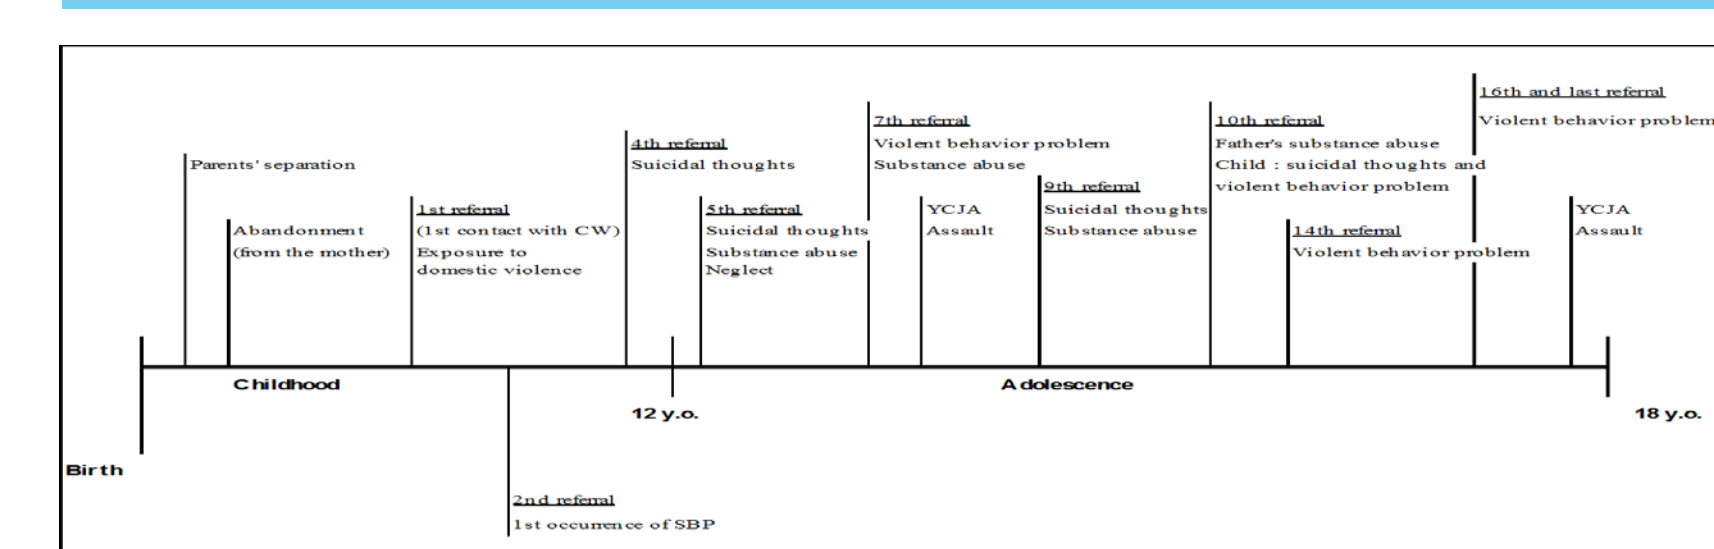 16th and last referral
Violent behavior problem
7th referral
Violent behavior problem
Substance abuse
10th referral
Father's substance abuse
Child : suicidal thoughts and
violent behavior problem
4th referral
Suicidal thoughts
Parents' separation
9th referral
Suicidal thoughts
Substance abuse
1st referral
(1st contact with CW)
Exposure to
domestic violence
5th referral
Suicidal thoughts
Substance abuse
Neglect
YCJA
Assault
YCJA
Assault
Abandonment
(from the mother)
14th referral
Violent behavior problem
Childhood
Adolescence
12 y.o.
18 y.o.
Birth
2nd referral
1st occurrence of SBP